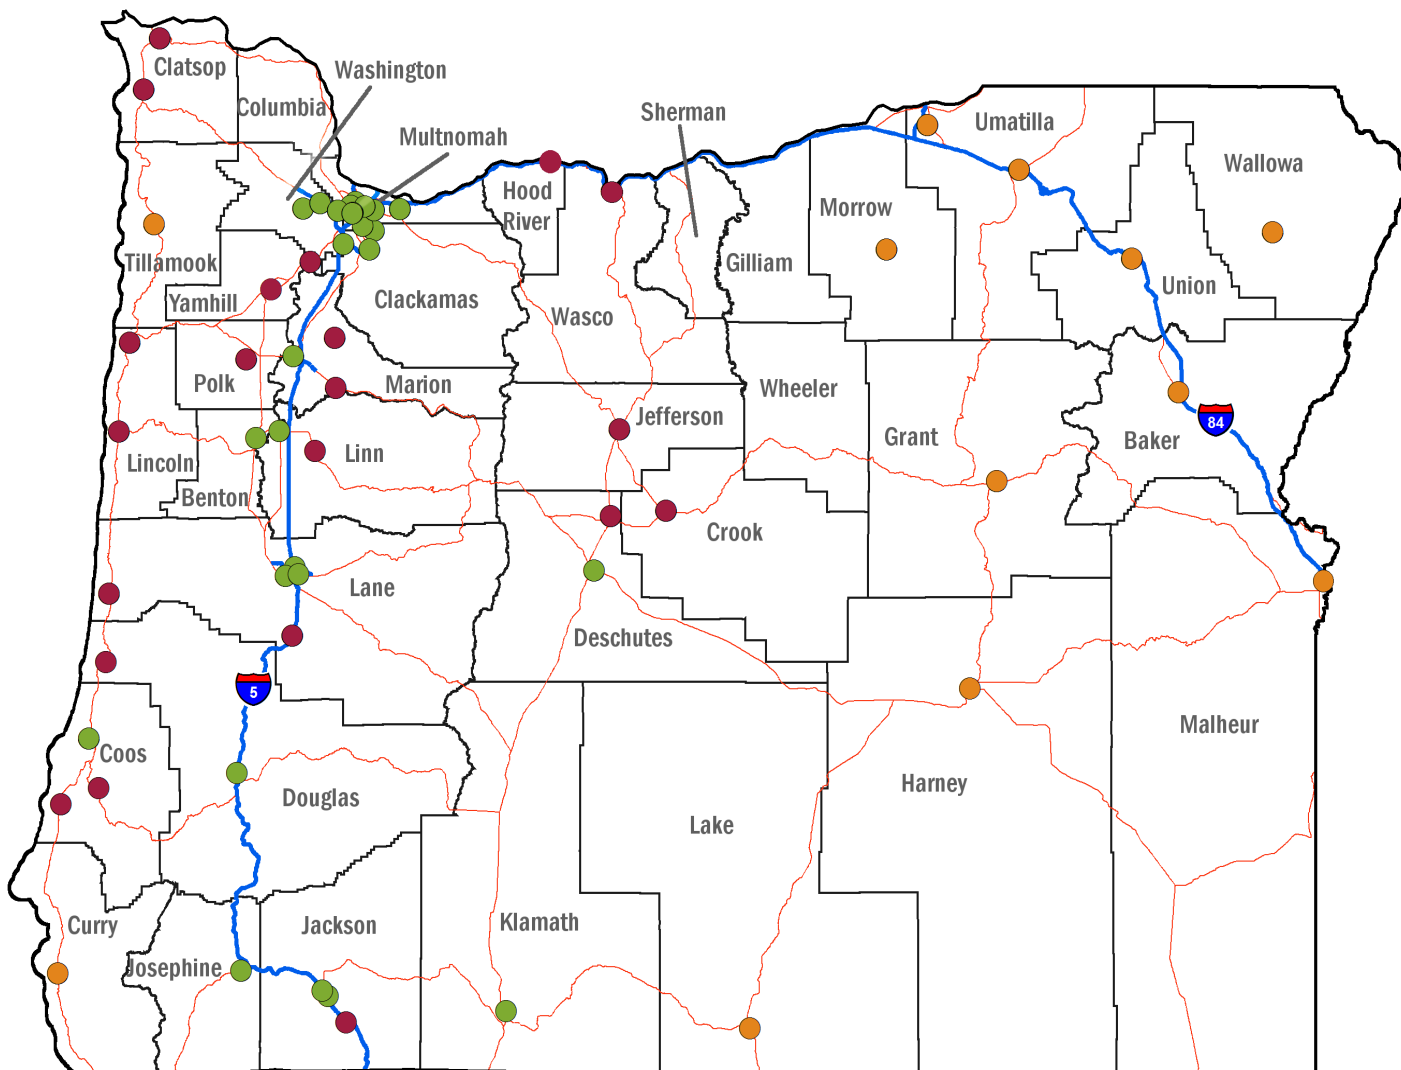 Washington
Clatsop
Columbia
Sherman
Multnomah
Umatilla
Wallowa
Hood
River
Morrow
Tillamook
Gilliam
Union
Yamhill
Clackamas
Wasco
Polk
Marion
Wheeler
Jefferson
84
Grant
Baker
Lincoln
Linn
Benton
Crook
Lane
Deschutes
5
Malheur
Coos
Harney
Douglas
Lake
Curry
Jackson
Klamath
Josephine